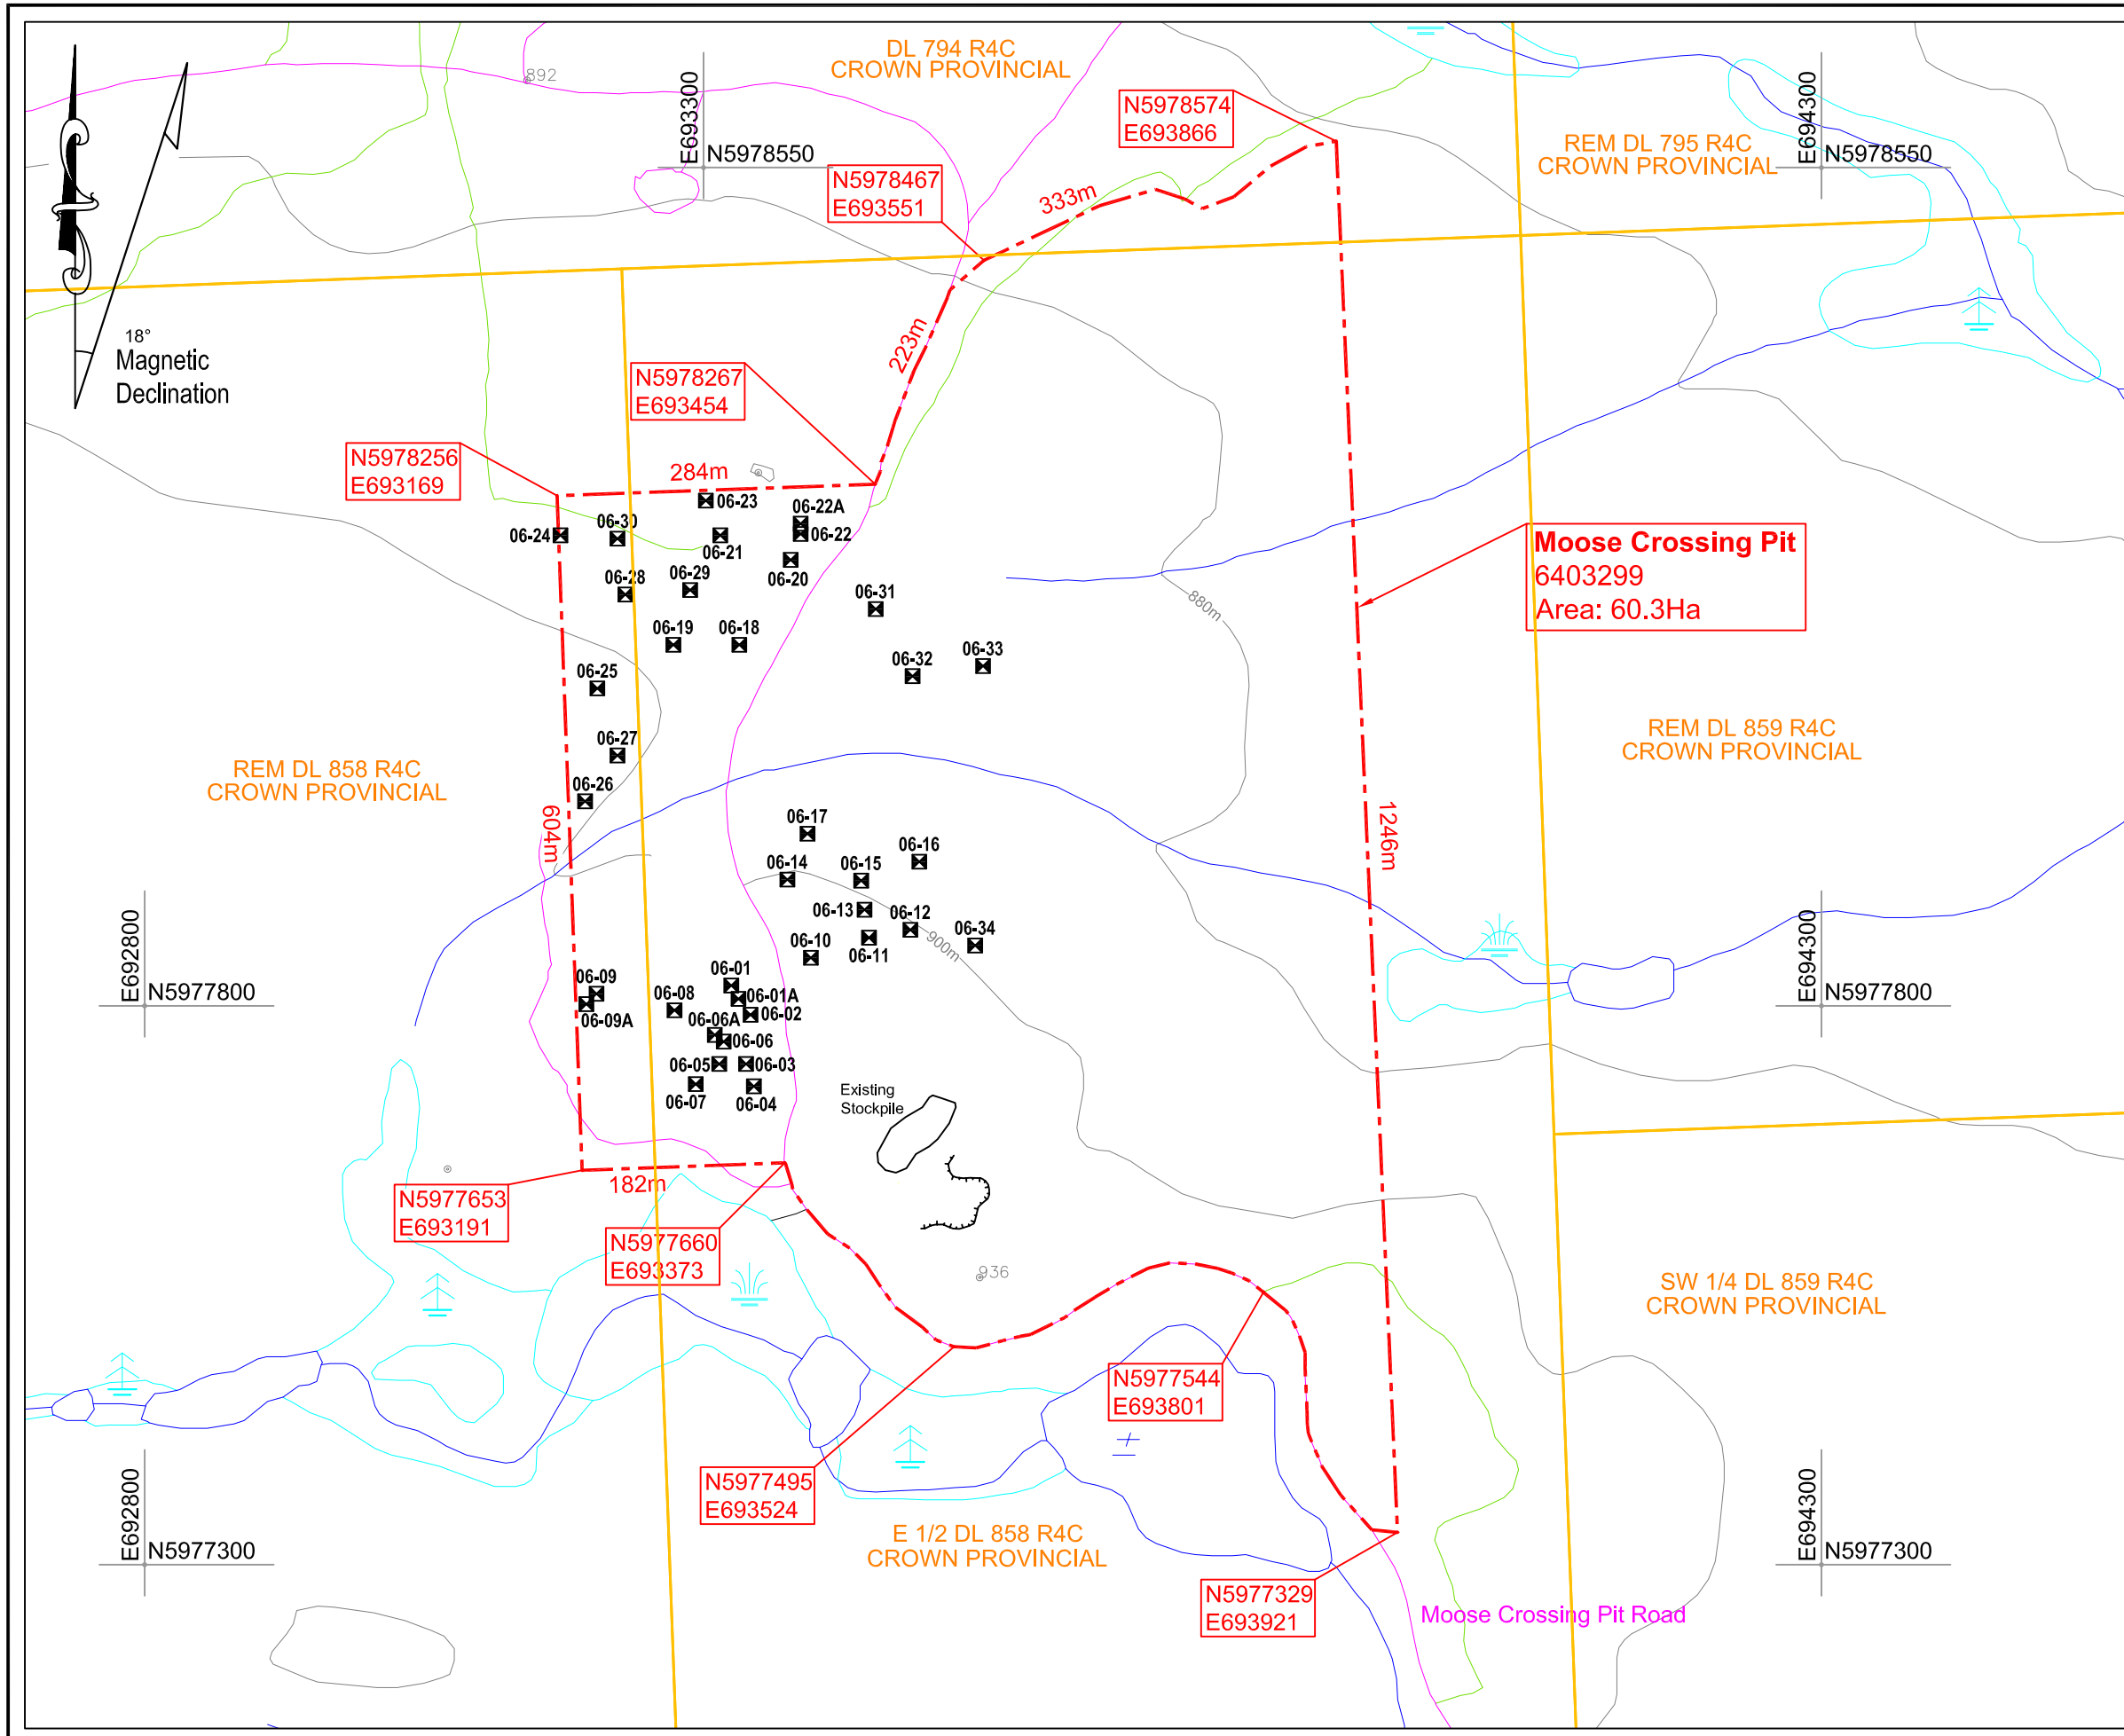 DL 794 R4C
CROWN PROVINCIAL
892
E693300
N5978550
N5978574
E693866
REM DL 795 R4C
CROWN PROVINCIAL
E694300
N5978550
N5978467
E693551
333m
18°
Magnetic
Declination
223m
N5978267
E693454
N5978256
E693169
284m
06-23
06-22A
06-22
06-24
06-30
06-21
06-20
06-28
06-29
06-31
880m
Moose Crossing Pit
6403299
Area: 60.3Ha
06-19
06-18
06-32
06-33
06-25
06-27
REM DL 858 R4C
CROWN PROVINCIAL
REM DL 859 R4C
CROWN PROVINCIAL
06-26
604m
1246m
06-17
06-16
06-14
06-15
06-13
06-12
06-11
06-10
900m
06-34
E692800
N5977800
E694300
N5977800
06-09
06-09A
06-08
06-01
06-01A
06-02
06-06A
06-06
06-05
06-03
06-07
06-04
Existing
Stockpile
182m
N5977653
E693191
N5977660
E693373
936
SW 1/4 DL 859 R4C
CROWN PROVINCIAL
N5977544
E693801
N5977495
E693524
E692800
N5977300
E 1/2 DL 858 R4C
CROWN PROVINCIAL
E694300
N5977300
N5977329
E693921
Moose Crossing Pit Road